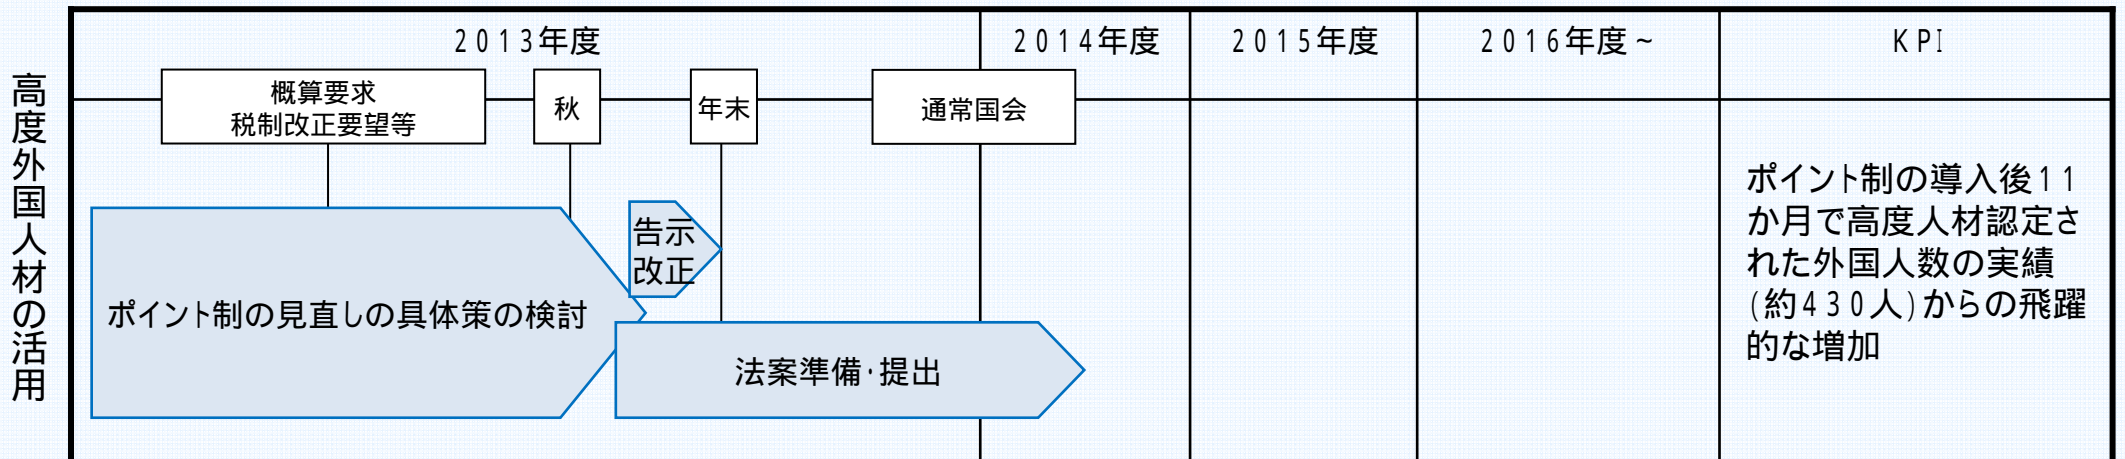 高度外国人材の活用
2013年度
2014年度
2015年度
2016年度~
KPI
概算要求
税制改正要望等
秋
年末
通常国会
ポイント制の見直しの具体策の検討
告示
改正
法案準備・提出
ポイント制の導入後11
か月で高度人材認定さ
れた外国人数の実績
(約430人)からの飛躍
的な増加